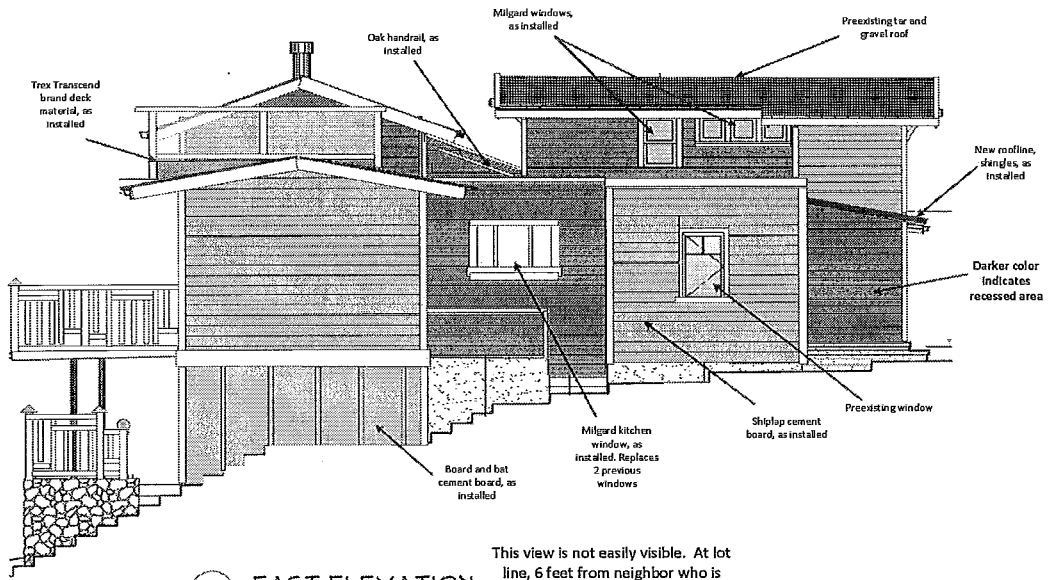 Milgard windows,
as installed
Preexisting tar and
gravel roof
Oak handrail, as
installed
Trex Transcend
brand deck
material, as
installed
New roofline,
shingles, as
installed
Darker color
indicates
recessed area
Preexisting window
Shiplap cement
board, as installed
Milgard kitchen
window, as
installed. Replaces
2 previous
windows
Board and bat
cement board, as
installed
This view is not easily visible. At lot
line, 6 feet from neighbor who is
EAST ELEVATION